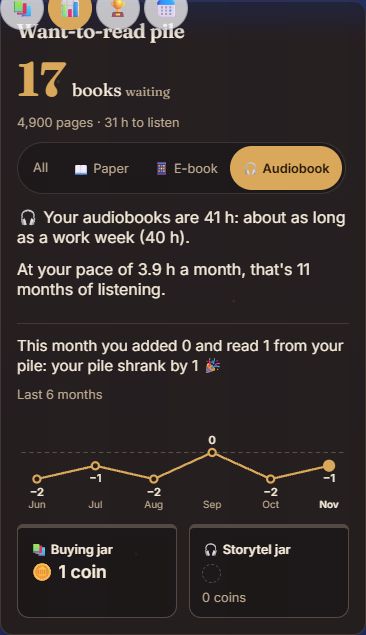 Want-to-read pile
17 books waiting
4,900 pages · 31 h to listen
All
Paper
E-book
Audiobook
Your audiobooks are 41 h: about as long
as a work week (40 h).
At your pace of 3.9 h a month, that's 11
months of listening.
This month you added 0 and read 1 from your
pile: your pile shrank by 1
Last 6 months
−2
−1
−2
0
−2
−1
Jun
Jul
Aug
Sep
Oct
Nov
Buying jar
1 coin
Storytel jar
0 coins